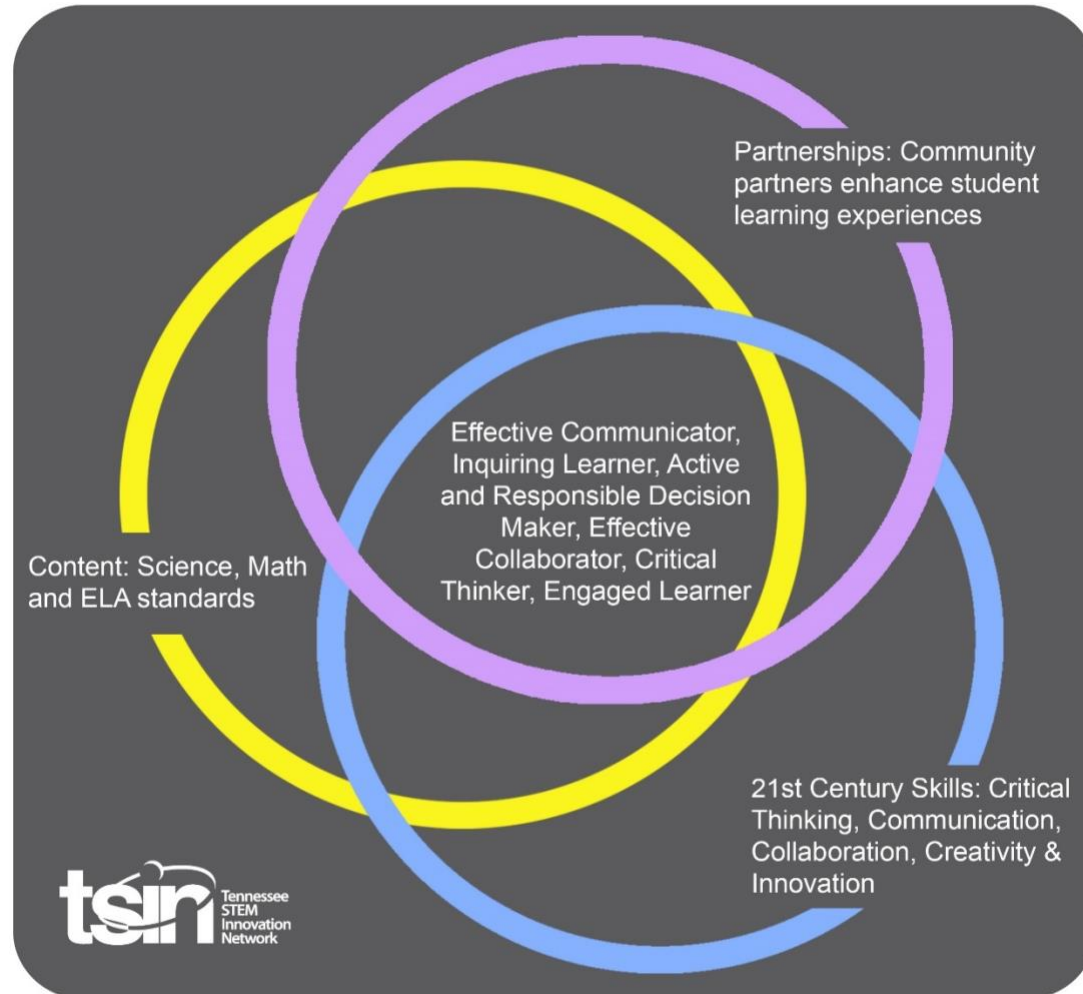 Partnerships: Community
partners enhance student
learning experiences
Effective Communicator,
Inquiring Learner, Active
and Responsible Decision
Maker, Effective
Collaborator, Critical
Thinker, Engaged Learner
Content: Science, Math
and ELA standards
21st Century Skills: Critical
Thinking, Communication,
Collaboration, Creativity &
Innovation
tsin
Tennessee
STEM
Innovation
Network